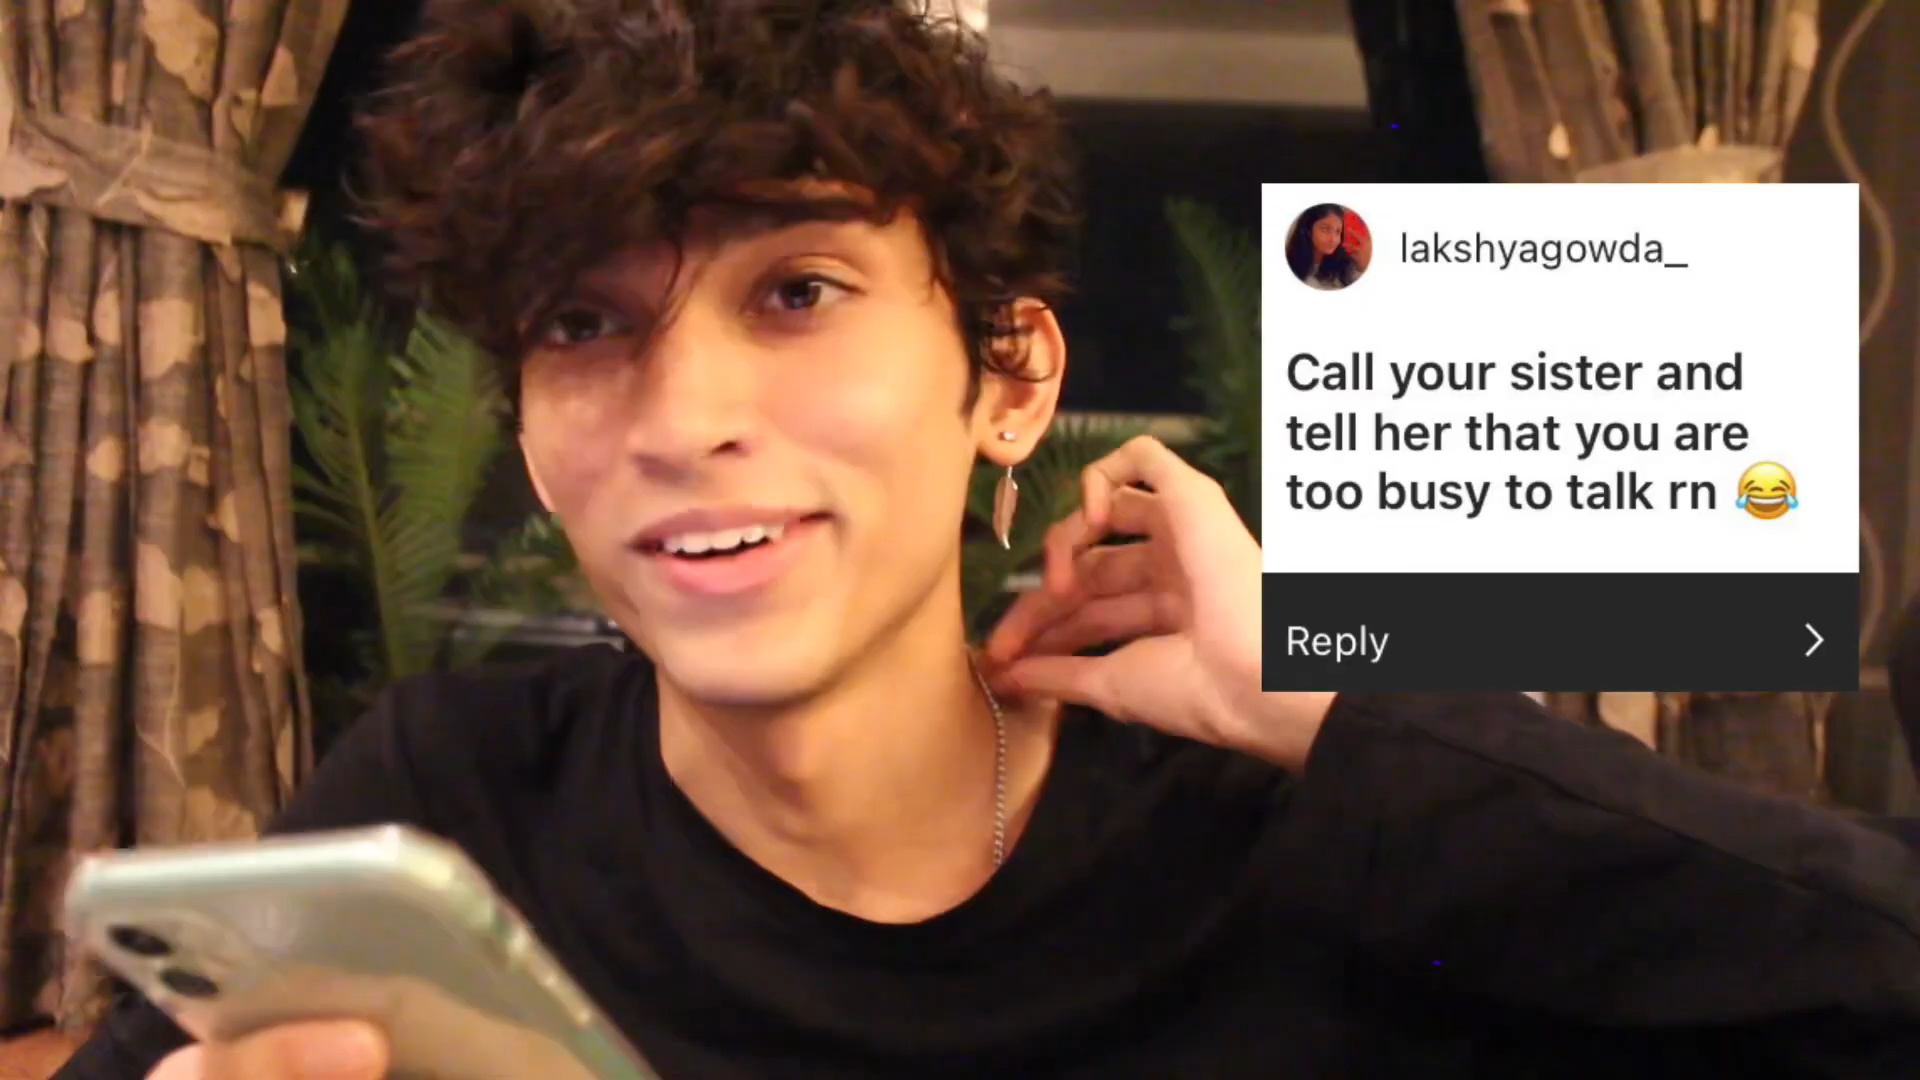 lakshyagowda_
Call your sister and
tell her that you are
too busy to talk rn 😂
Reply